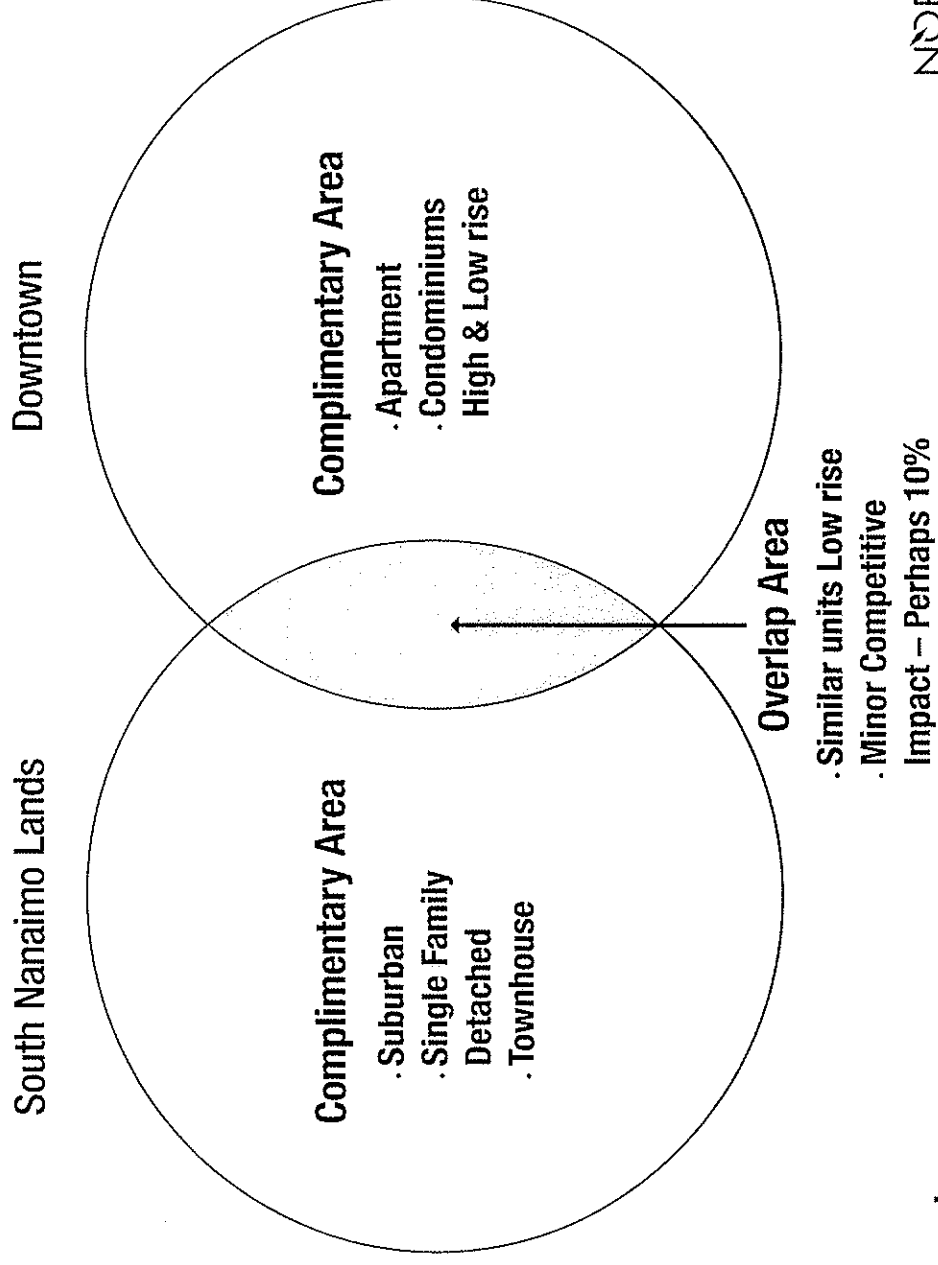 South Nanaimo Lands
Downtown
Complimentary Area
. Suburban
. Single Family
Detached
. Townhouse
Complimentary Area
. Apartment
. Condominiums
High & Low rise
Overlap Area
. Similar units Low rise
. Minor Competitive
Impact – Perhaps 10%